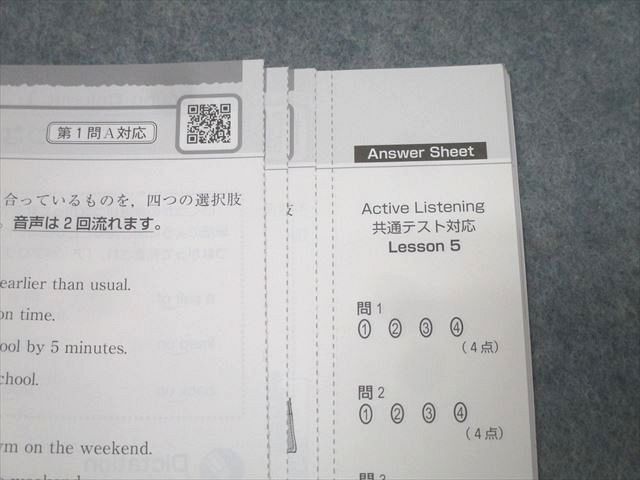 第1問A対応
合っているものを，四つの選択肢
。音声は2回流れます。
earlier than usual.
on time.
ool by 5 minutes.
chool.
ym on the weekend.
Answer Sheet
Active Listening
共通テスト対応
Lesson 5
問1
① ② ③ ④
（4点）
問2
① ② ③ ④
（4点）